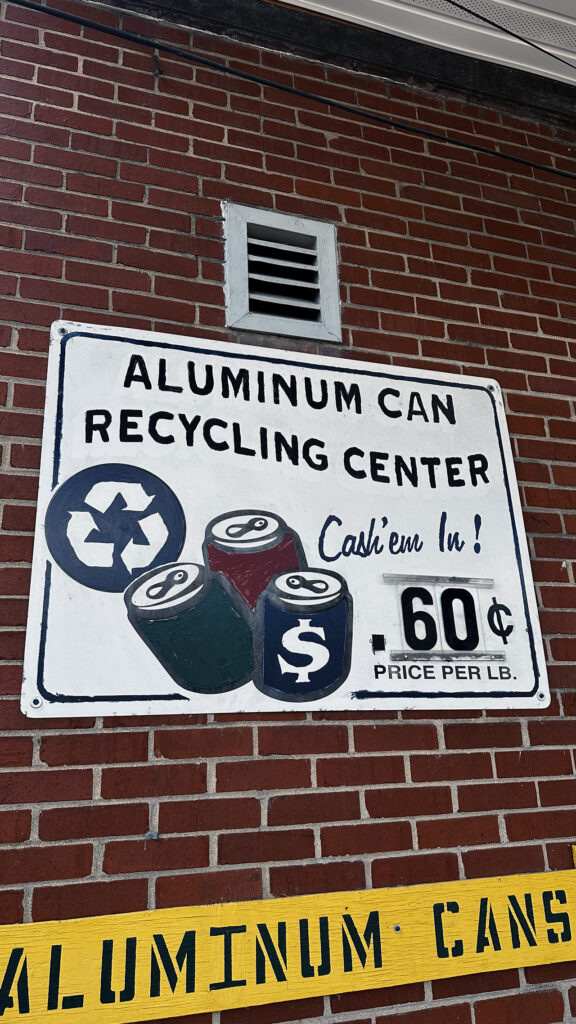 ALUMINUM CAN
RECYCLING CENTER
Cash'em In!
$
.60¢
PRICE PER LB.
ALUMINUM CANS